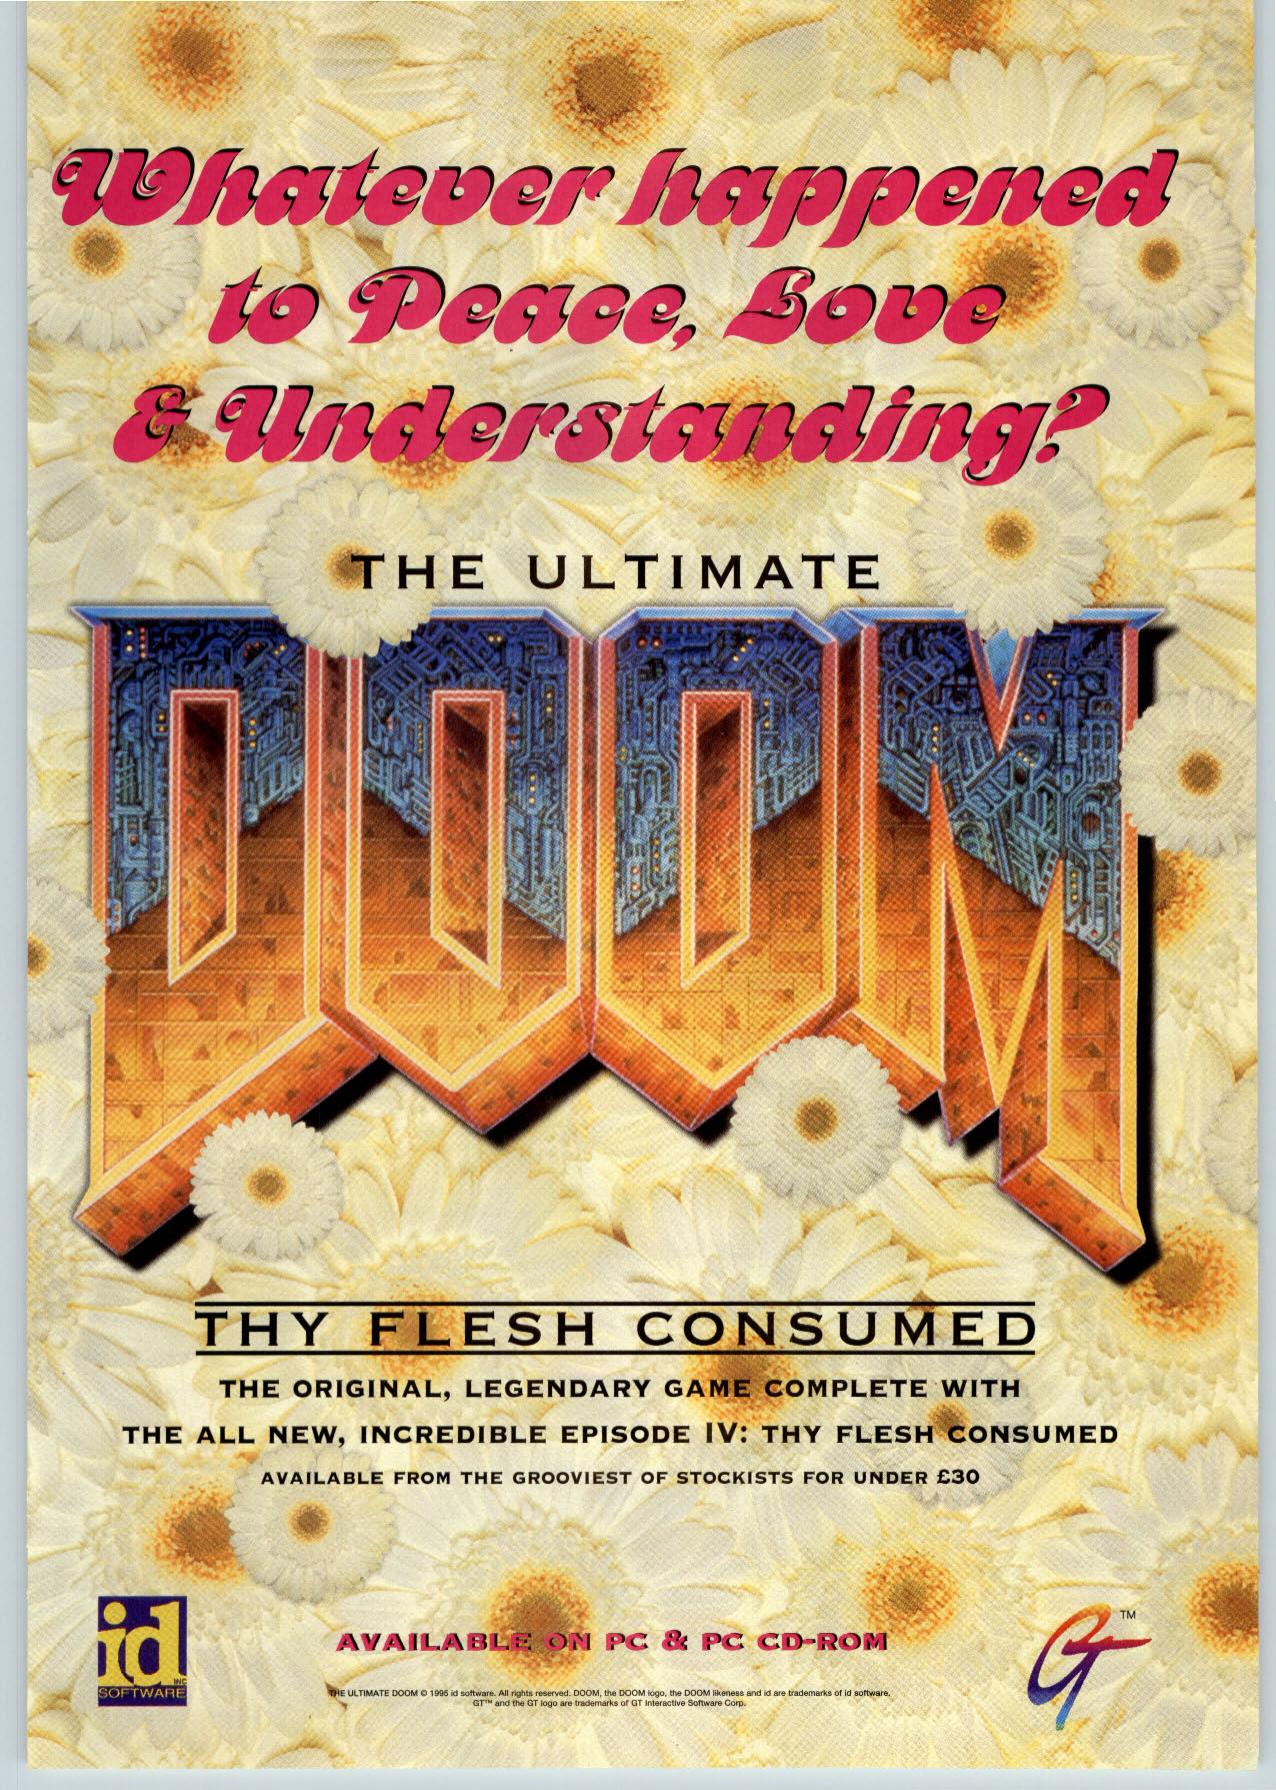 Whatever happened
to Peace, Love
& Understanding?
THE ULTIMATE
DOOM
THY FLESH CONSUMED
THE ORIGINAL, LEGENDARY GAME COMPLETE WITH
THE ALL NEW, INCREDIBLE EPISODE IV: THY FLESH CONSUMED
AVAILABLE FROM THE GROOVIEST OF STOCKISTS FOR UNDER £30
id
INC
SOFTWARE
AVAILABLE ON PC & PC CD-ROM
GT™
THE ULTIMATE DOOM © 1995 id software. All rights reserved. DOOM, the DOOM logo, the DOOM likeness and id are trademarks of id software.
GT™ and the GT logo are trademarks of GT Interactive Software Corp.